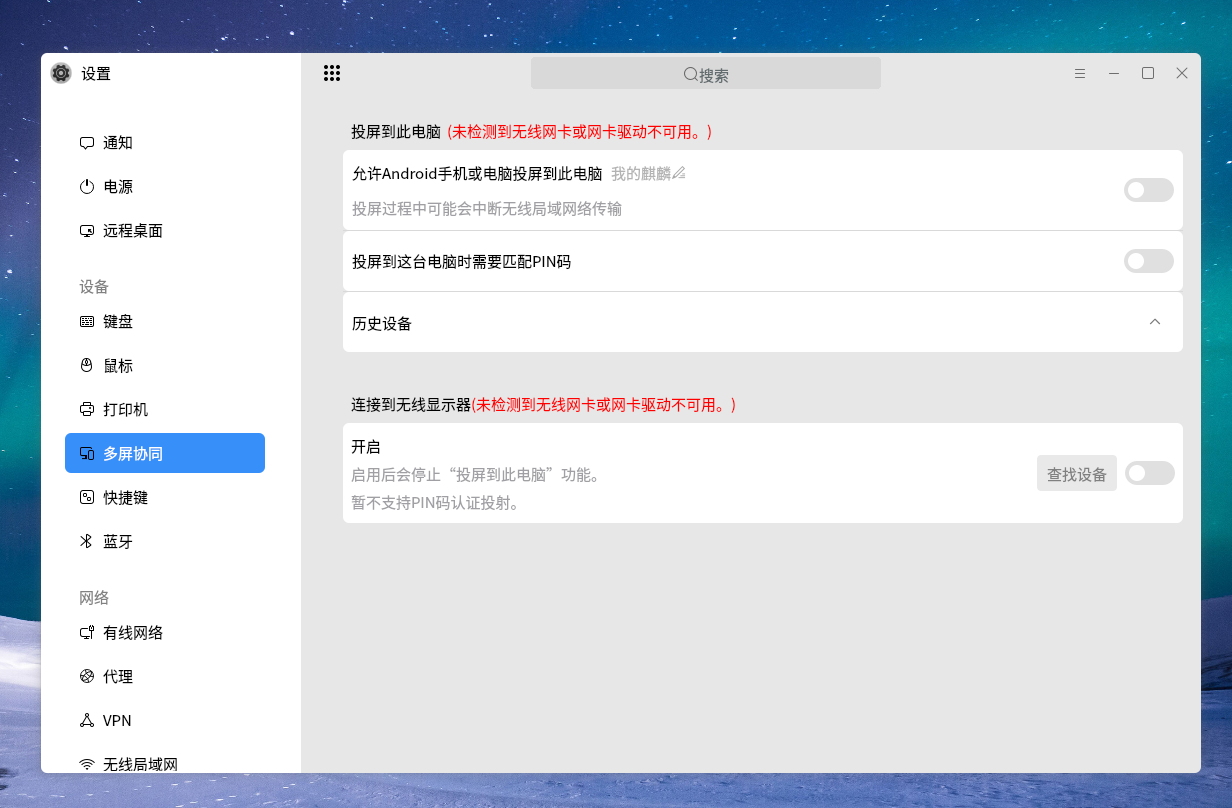 设置
搜索
通知
电源
远程桌面
设备
键盘
鼠标
打印机
多屏协同
快捷键
蓝牙
网络
有线网络
代理
VPN
无线局域网
投屏到此电脑 (未检测到无线网卡或网卡驱动不可用。)
允许Android手机或电脑投屏到此电脑 我的麒麟
投屏过程中可能会中断无线局域网络传输
投屏到这台电脑时需要匹配PIN码
历史设备
连接到无线显示器(未检测到无线网卡或网卡驱动不可用。)
开启
启用后会停止“投屏到此电脑”功能。
暂不支持PIN码认证投射。
查找设备